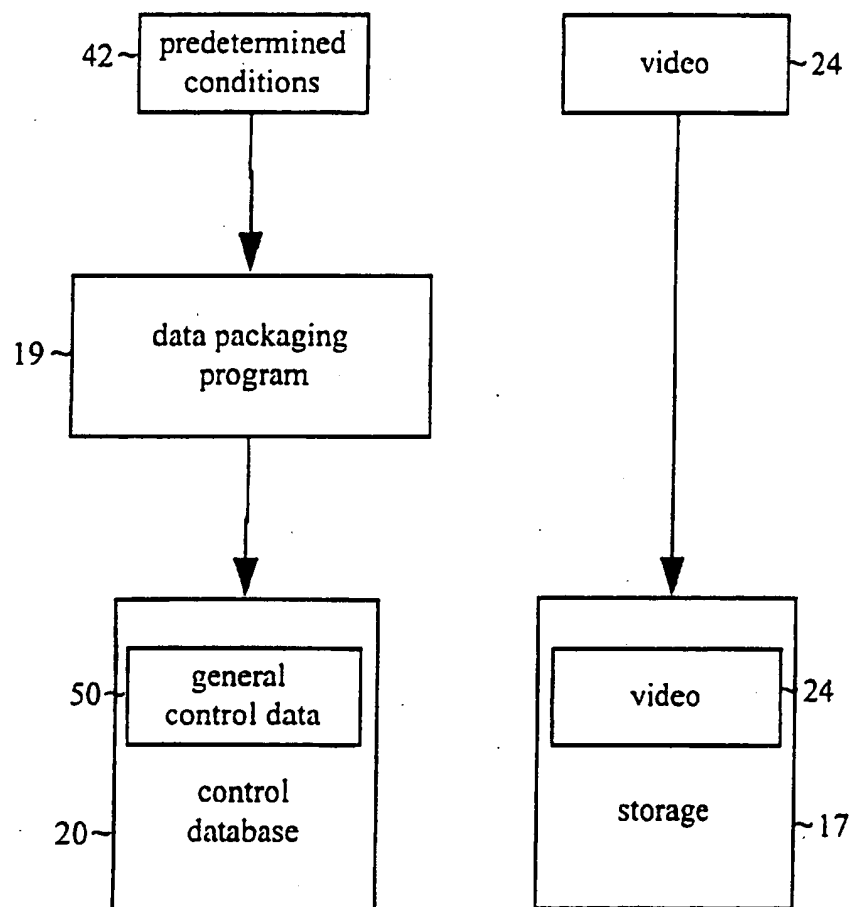 42
predetermined
conditions
video
24
19
data packaging
program
50
general
control data
control
database
20
video
24
storage
17